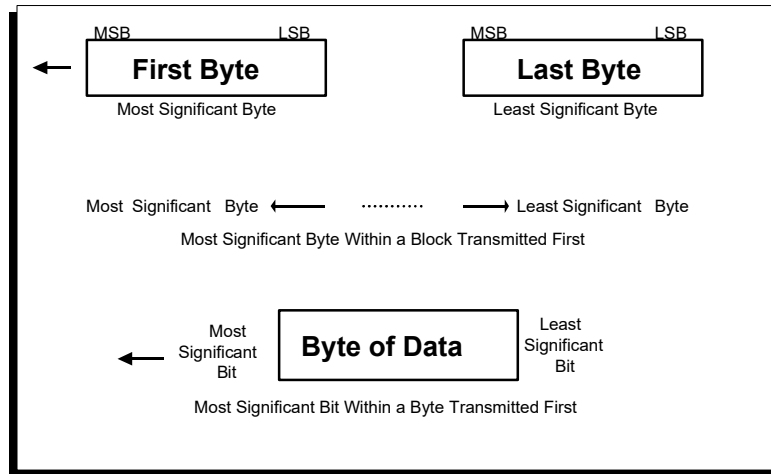 MSB LSB MSB LSB
First Byte Last Byte
Most Significant Byte Least Significant Byte
Most Significant Byte Least Significant Byte
Most Significant Byte Within a Block Transmitted First
Most
Significant
Bit
Byte of Data
Least
Significant
Bit
Most Significant Bit Within a Byte Transmitted First